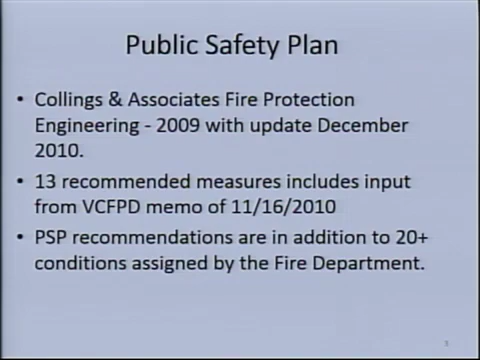 Public Safety Plan
• Collings & Associates Fire Protection
Engineering - 2009 with update December
2010.
• 13 recommended measures includes input
from VCFPD memo of 11/16/2010
• PSP recommendations are in addition to 20+
conditions assigned by the Fire Department.